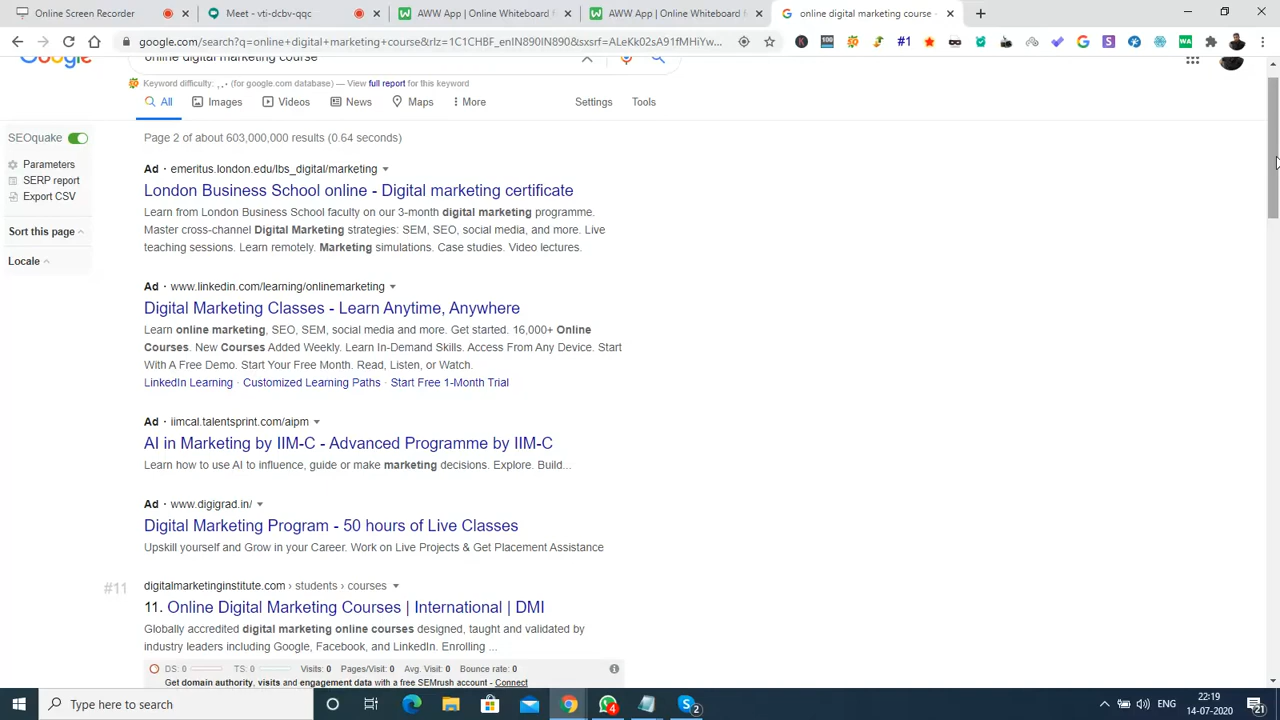 Online Screen Recorder
Meet - vti-dcbv-qqc
AWW App | Online Whiteboard f
AWW App | Online Whiteboard f
online digital marketing course -
google.com/search?q=online+digital+marketing+course&rlz=1C1CHBF_enIN890IN890&sxsrf=ALeKk02sA91fMHiYw...
online digital marketing course
Keyword difficulty: (for google.com database) — View full report for this keyword
All Images Videos News Maps More Settings Tools
SEOquake
Page 2 of about 603,000,000 results (0.64 seconds)
Parameters
SERP report
Export CSV
Sort this page
Locale
Ad · emeritus.london.edu/lbs_digital/marketing
London Business School online - Digital marketing certificate
Learn from London Business School faculty on our 3-month digital marketing programme.
Master cross-channel Digital Marketing strategies: SEM, SEO, social media, and more. Live
teaching sessions. Learn remotely. Marketing simulations. Case studies. Video lectures.
Ad · www.linkedin.com/learning/onlinemarketing
Digital Marketing Classes - Learn Anytime, Anywhere
Learn online marketing, SEO, SEM, social media and more. Get started. 16,000+ Online
Courses. New Courses Added Weekly. Learn In-Demand Skills. Access From Any Device. Start
With A Free Demo. Start Your Free Month. Read, Listen, or Watch.
LinkedIn Learning · Customized Learning Paths · Start Free 1-Month Trial
Ad · iimcal.talentsprint.com/aipm
AI in Marketing by IIM-C - Advanced Programme by IIM-C
Learn how to use AI to influence, guide or make marketing decisions. Explore. Build...
Ad · www.digigrad.in/
Digital Marketing Program - 50 hours of Live Classes
Upskill yourself and Grow in your Career. Work on Live Projects & Get Placement Assistance
#11
digitalmarketinginstitute.com › students › courses
11. Online Digital Marketing Courses | International | DMI
Globally accredited digital marketing online courses designed, taught and validated by
industry leaders including Google, Facebook, and LinkedIn. Enrolling ...
DS: 0 TS: 0 Visits: 0 Pages/Visit: 0 Avg. Visit: 0 Bounce rate: 0
Get domain authority, visits and engagement data with a free SEMrush account - Connect
Type here to search
4
2
ENG
22:19
14-07-2020
21